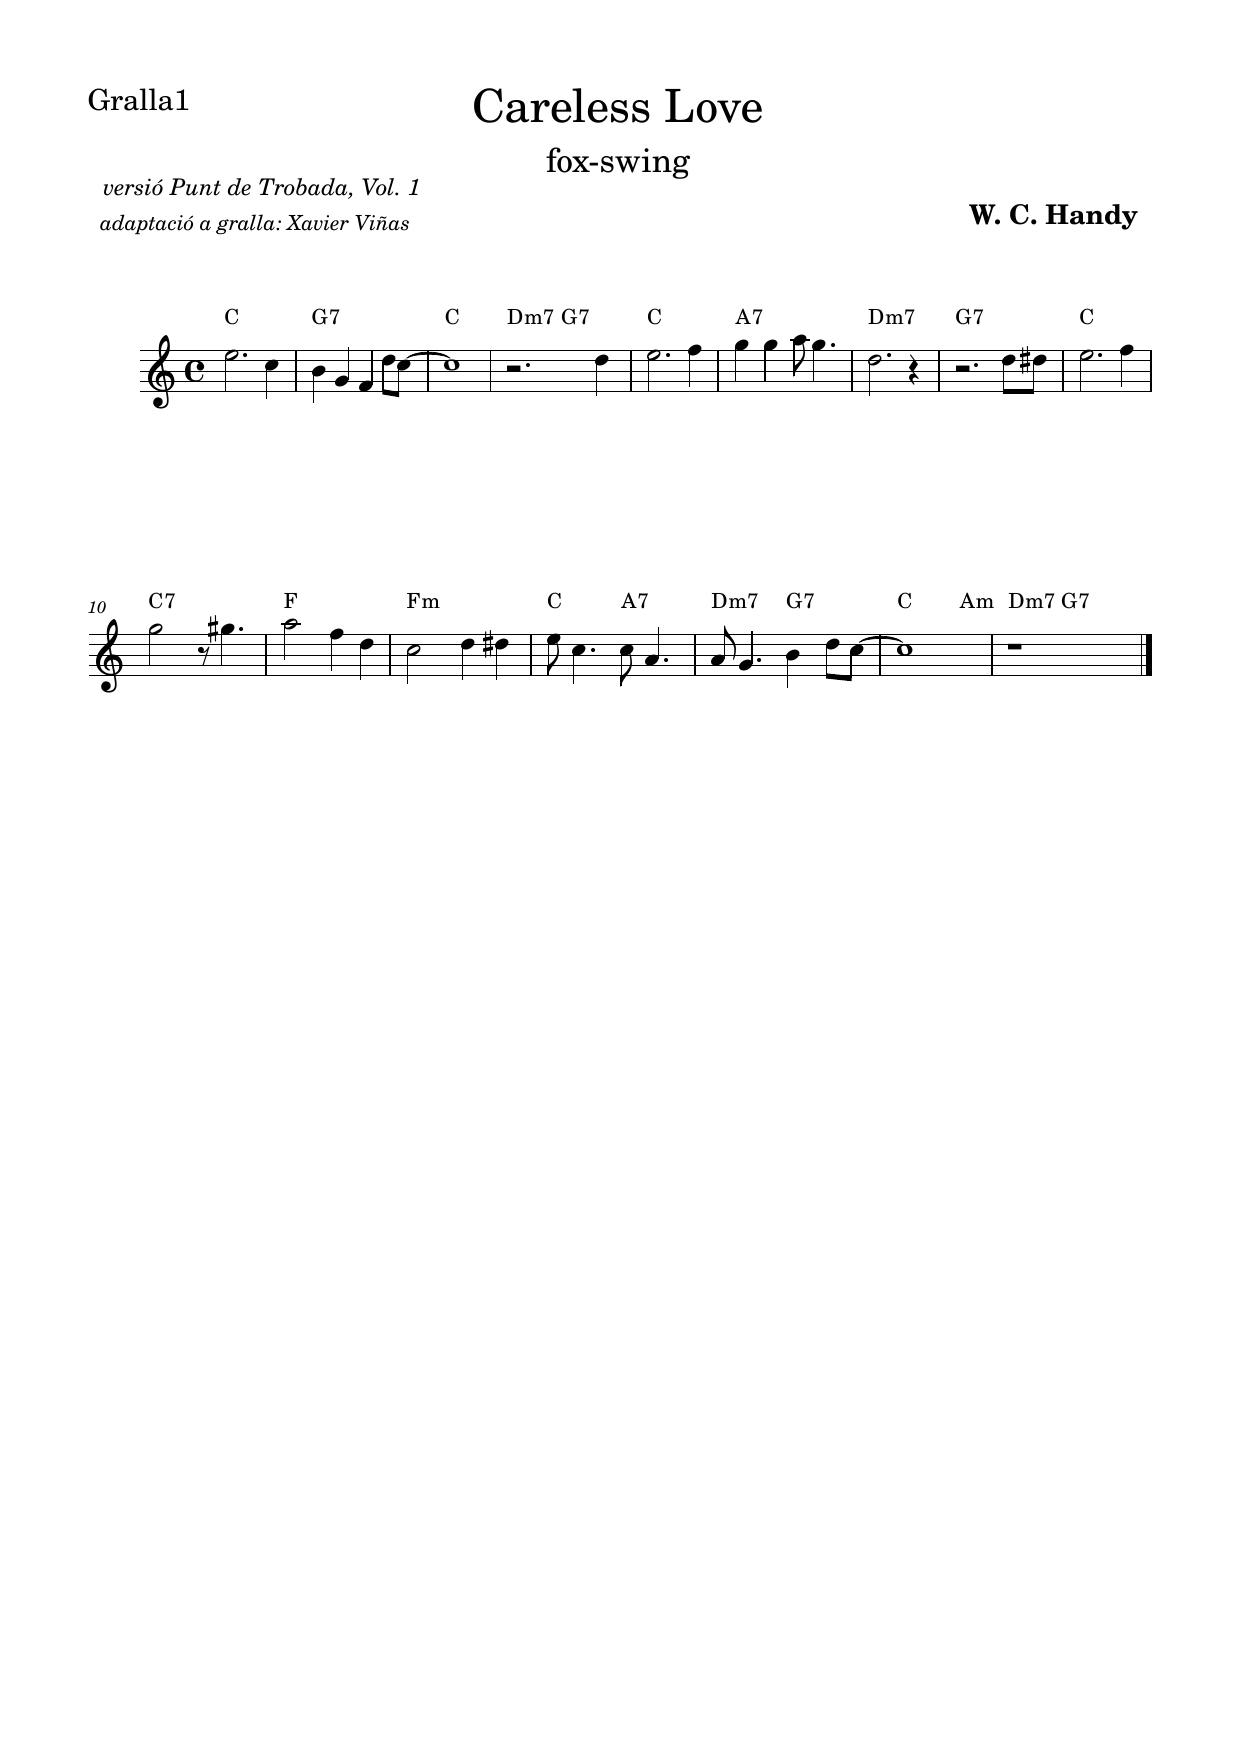 Gralla1
Careless Love
fox-swing
versió Punt de Trobada, Vol. 1
adaptació a gralla: Xavier Viñas
W. C. Handy
C G7 C Dm7 G7 C A7 Dm7 G7 C
10 C7 F Fm C A7 Dm7 G7 C Am Dm7 G7